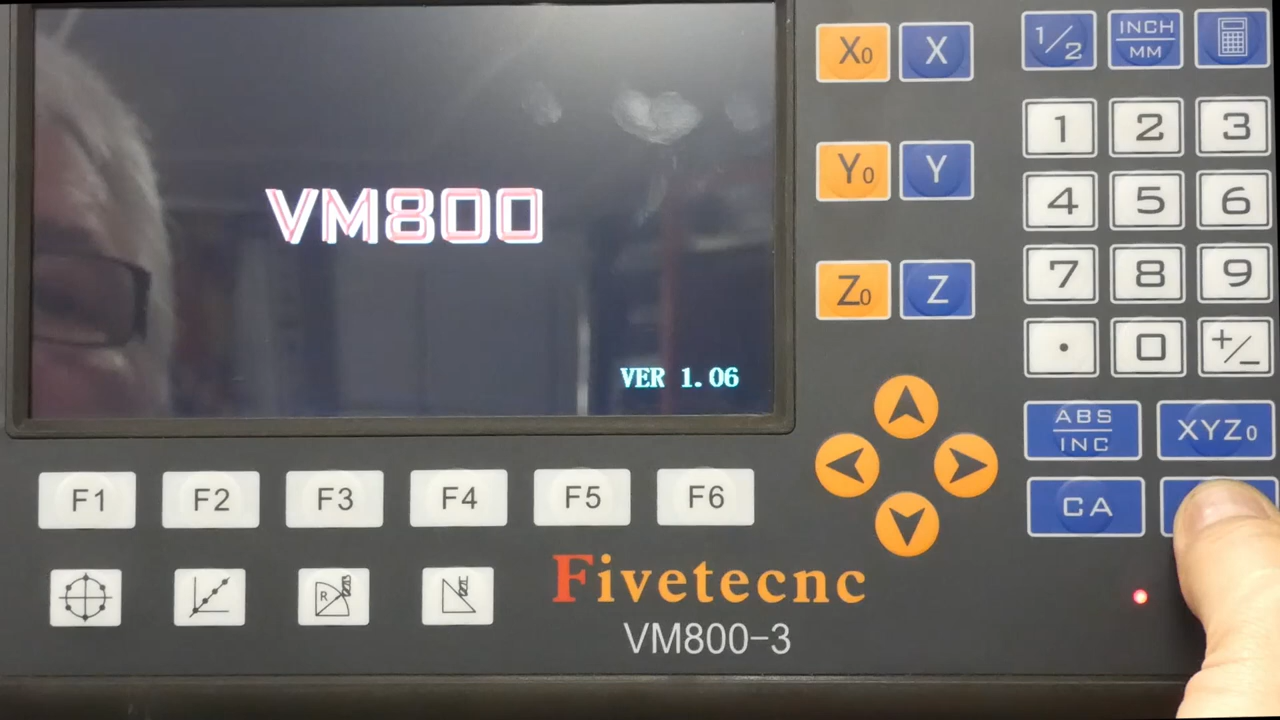 VM800
VER 1.06
X0 X
Y0 Y
Z0 Z
1/2 INCH/MM
1 2 3
4 5 6
7 8 9
. 0 +/-
ABS/INC XYZ0
CA
F1 F2 F3 F4 F5 F6
R
Fivetecnc
VM800-3